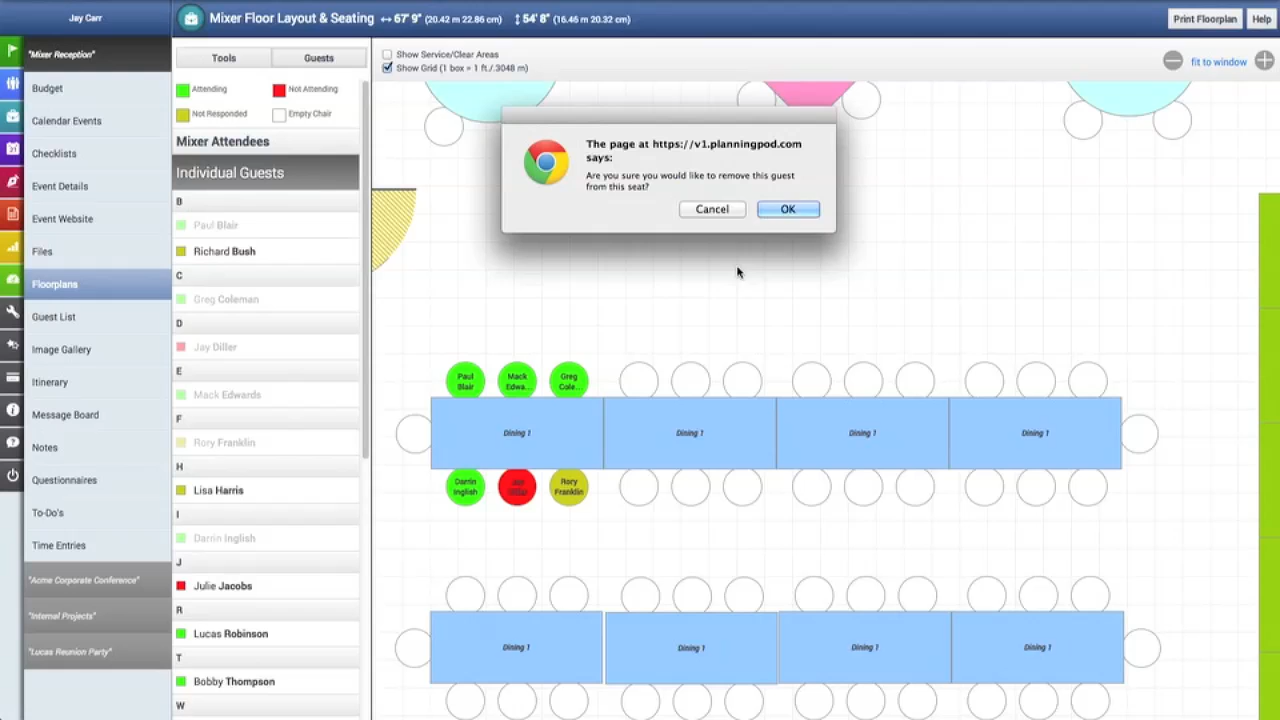 Jay Carr
Mixer Floor Layout & Seating ↔ 67' 9" (20.42 m 22.86 cm) ↕ 54' 8" (16.46 m 20.32 cm)
Print Floorplan
Help
"Mixer Reception"
Budget
Calendar Events
Checklists
Event Details
Event Website
Files
Floorplans
Guest List
Image Gallery
Itinerary
Message Board
Notes
Questionnaires
To-Do's
Time Entries
"Acme Corporate Conference"
"Internal Projects"
"Lucas Reunion Party"
Tools
Guests
Attending
Not Attending
Not Responded
Empty Chair
Mixer Attendees
Individual Guests
B
Paul Blair
Richard Bush
C
Greg Coleman
D
Jay Diller
E
Mack Edwards
F
Rory Franklin
H
Lisa Harris
I
Darrin Inglish
J
Julie Jacobs
R
Lucas Robinson
T
Bobby Thompson
W
Show Service/Clear Areas
Show Grid (1 box = 1 ft./.3048 m)
fit to window
The page at https://v1.planningpod.com
says:
Are you sure you would like to remove this guest
from this seat?
Cancel
OK
Paul
Blair
Mack
Edwa...
Greg
Cole...
Dining 1
Dining 1
Dining 1
Dining 1
Darrin
Inglish
Jay
Diller
Rory
Franklin
Dining 1
Dining 1
Dining 1
Dining 1